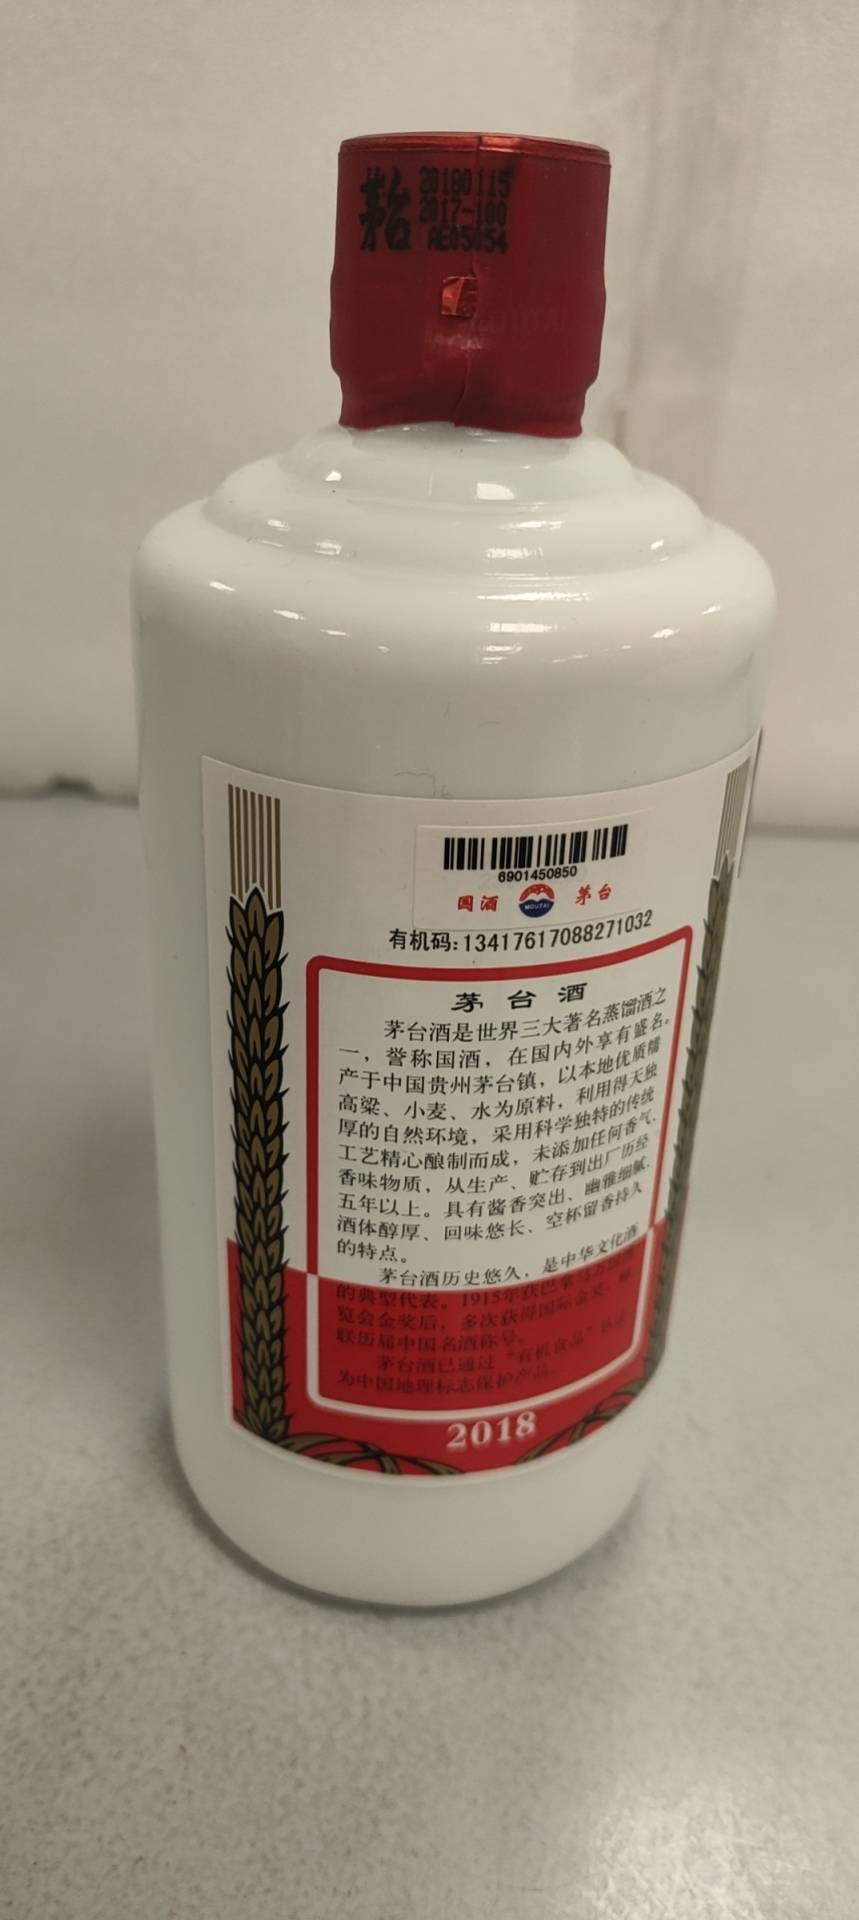 茅台
20180115
2017-100
AE05054
6901450850
国酒 MOUTAI 茅台
有机码:13417617088271032
茅台酒
茅台酒是世界三大著名蒸馏酒之
一，誉称国酒，在国内外享有盛名。
产于中国贵州茅台镇，以本地优质糯
高粱、小麦、水为原料，利用得天独
厚的自然环境，采用科学独特的传统
工艺精心酿制而成，未添加任何香气、
香味物质，从生产、贮存到出厂历经
五年以上。具有酱香突出、幽雅细腻、
酒体醇厚、回味悠长、空杯留香持久
的特点。
茅台酒历史悠久，是中华文化酒
的典型代表。1915年获巴拿马万国博
览会金奖后，多次获得国际金奖，蝉
联历届中国名酒称号。
茅台酒已通过“有机食品”认证
为中国地理标志保护产品。
2018